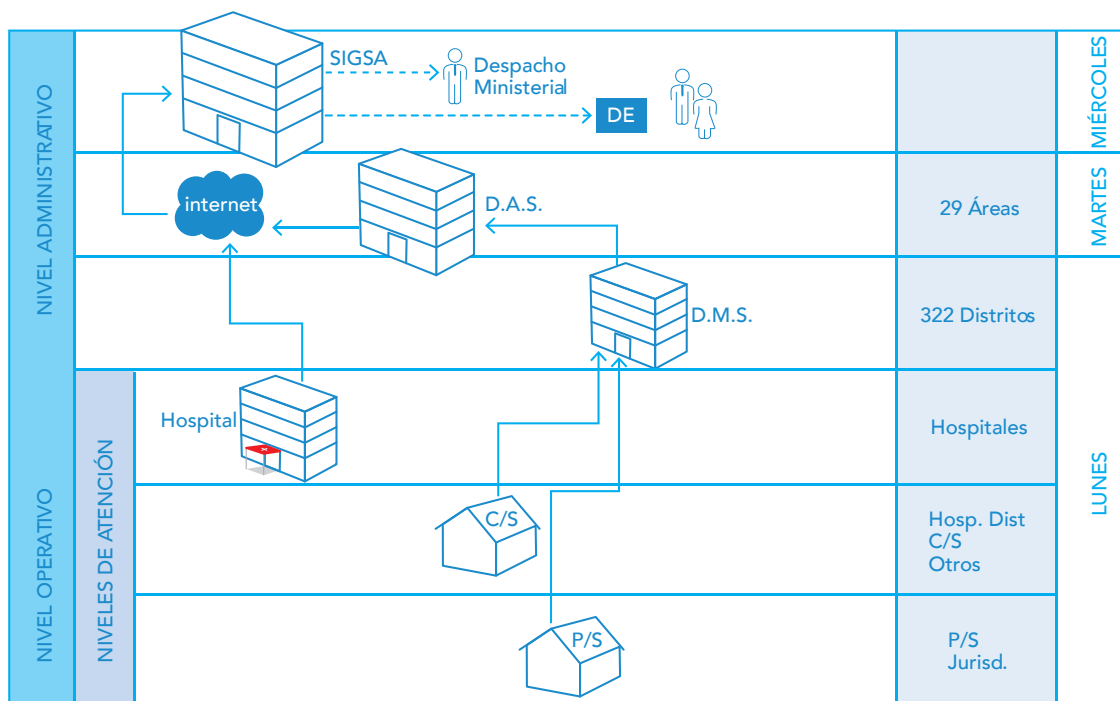 NIVEL ADMINISTRATIVO
SIGSA
Despacho
Ministerial
DE
MIÉRCOLES
internet
D.A.S.
29 Áreas
MARTES
D.M.S.
322 Distritos
NIVEL OPERATIVO
NIVELES DE ATENCIÓN
Hospital
Hospitales
LUNES
C/S
Hosp. Dist
C/S
Otros
P/S
P/S
Jurisd.